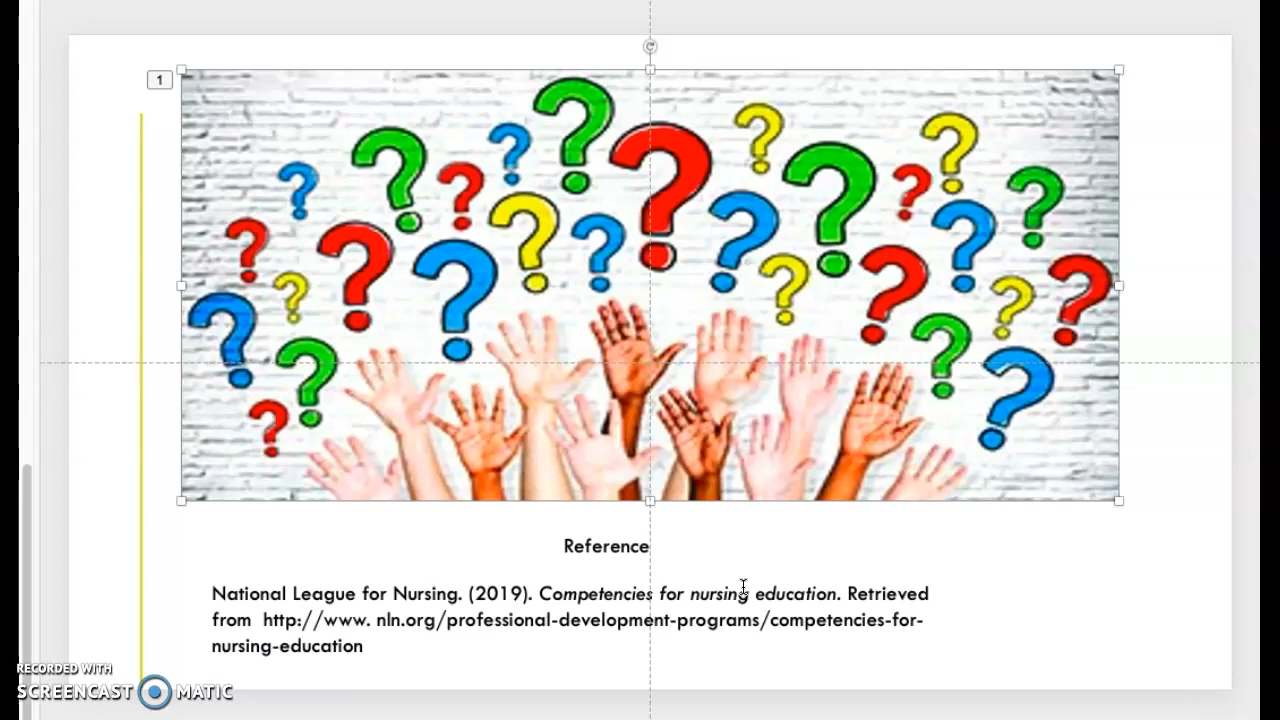 1
Reference
National League for Nursing. (2019). Competencies for nursing education. Retrieved
from http://www. nln.org/professional-development-programs/competencies-for-
nursing-education
RECORDED WITH
SCREENCAST MATIC